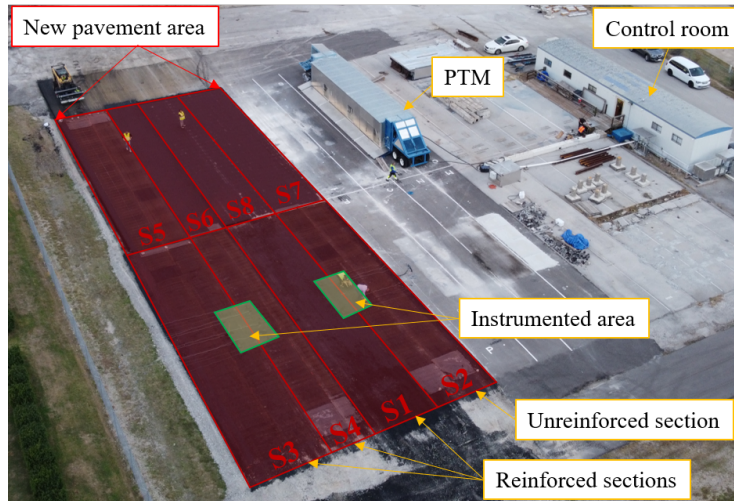 New pavement area
Control room
PTM
S5
S6
S8
S7
Instrumented area
S3
S4
S1
S2
Unreinforced section
Reinforced sections